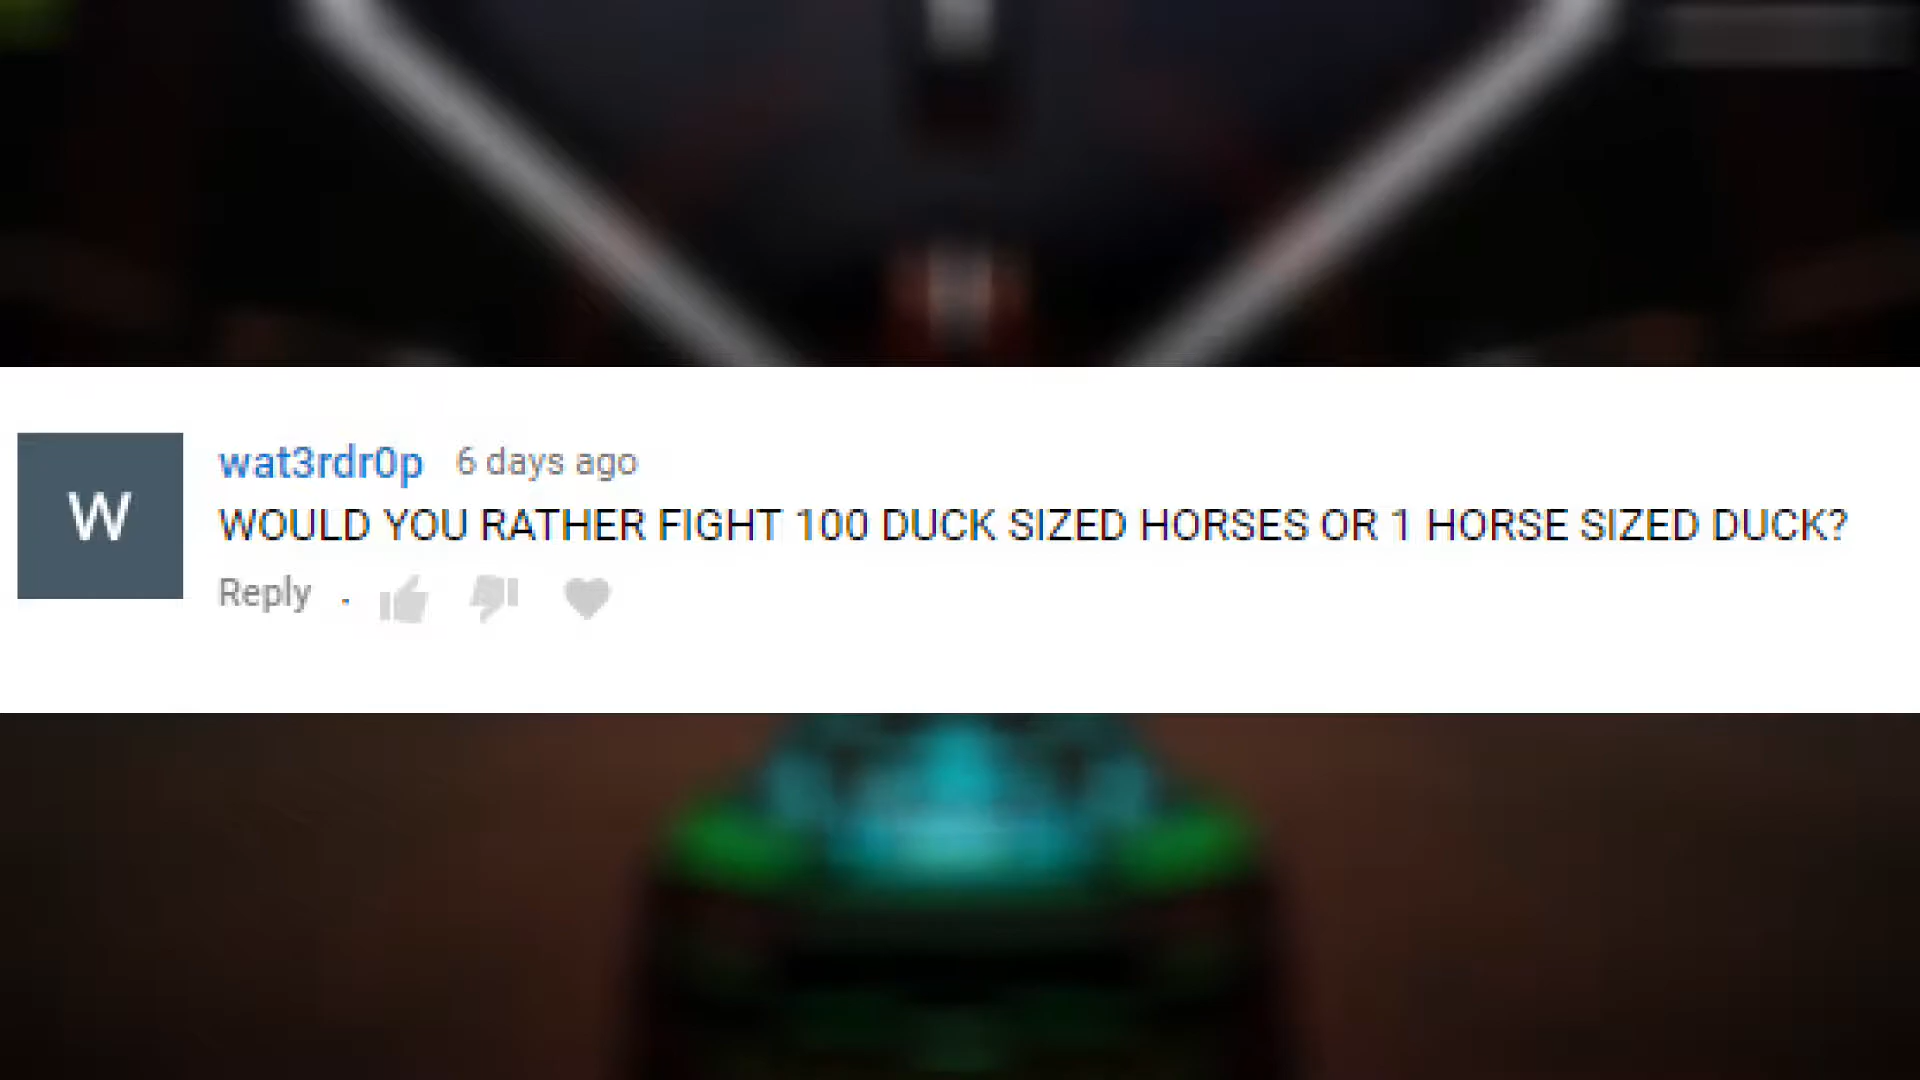 W
wat3rdr0p 6 days ago
WOULD YOU RATHER FIGHT 100 DUCK SIZED HORSES OR 1 HORSE SIZED DUCK?
Reply .